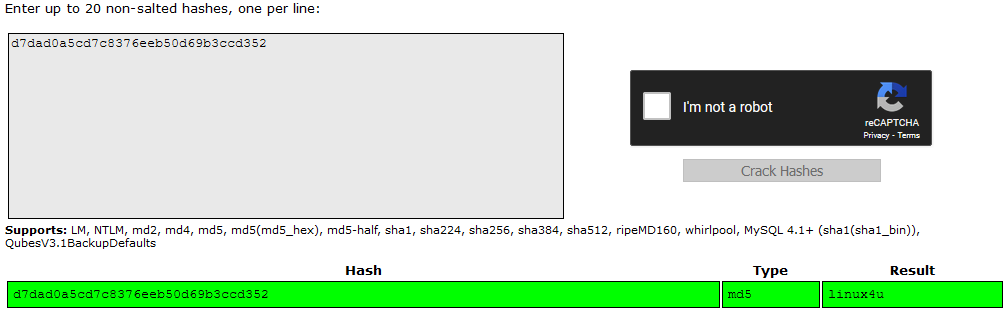 Enter up to 20 non-salted hashes, one per line:
d7dad0a5cd7c8376eeb50d69b3ccd352
I'm not a robot
reCAPTCHA
Privacy - Terms
Crack Hashes
Supports: LM, NTLM, md2, md4, md5, md5(md5_hex), md5-half, sha1, sha224, sha256, sha384, sha512, ripeMD160, whirlpool, MySQL 4.1+ (sha1(sha1_bin)),
QubesV3.1BackupDefaults
Hash Type Result
d7dad0a5cd7c8376eeb50d69b3ccd352 md5 linux4u